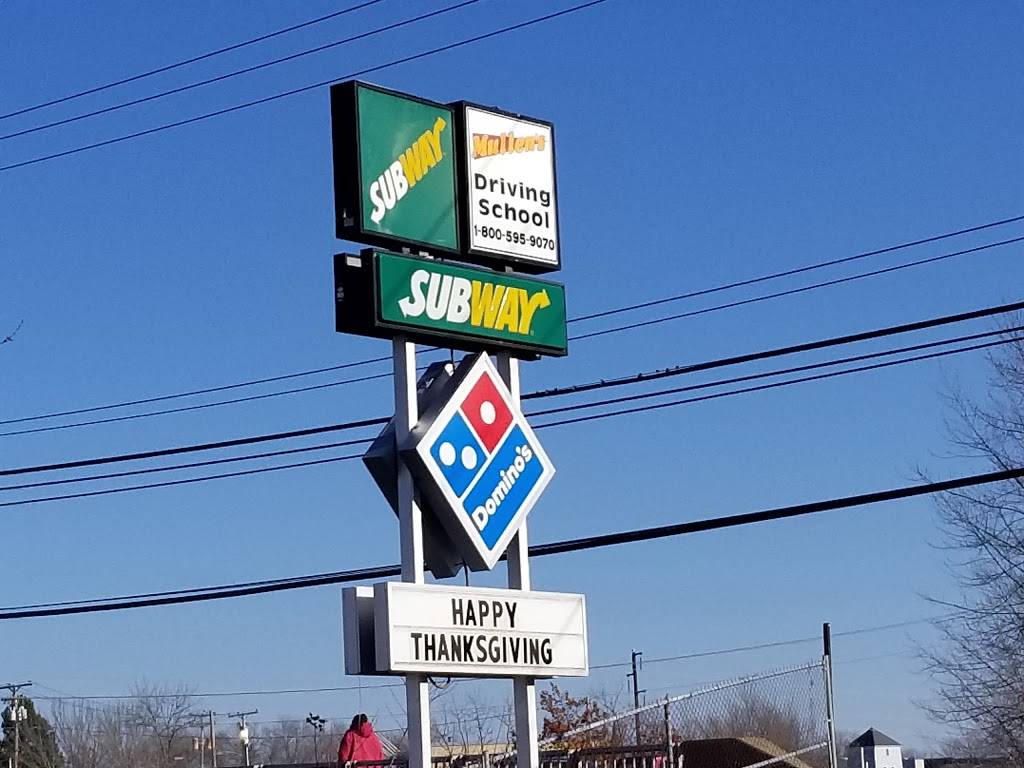 SUBWAY
Mullen's
Driving
School
1-800-595-9070
SUBWAY
Domino's
HAPPY
THANKSGIVING